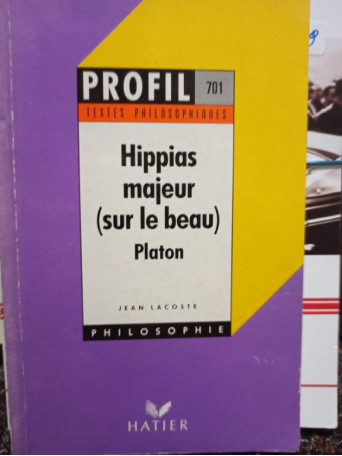 PROFIL 701
TEXTES PHILOSOPHIQUES
Hippias
majeur
(sur le beau)
Platon
JEAN LACOSTE
PHILOSOPHIE
HATIER